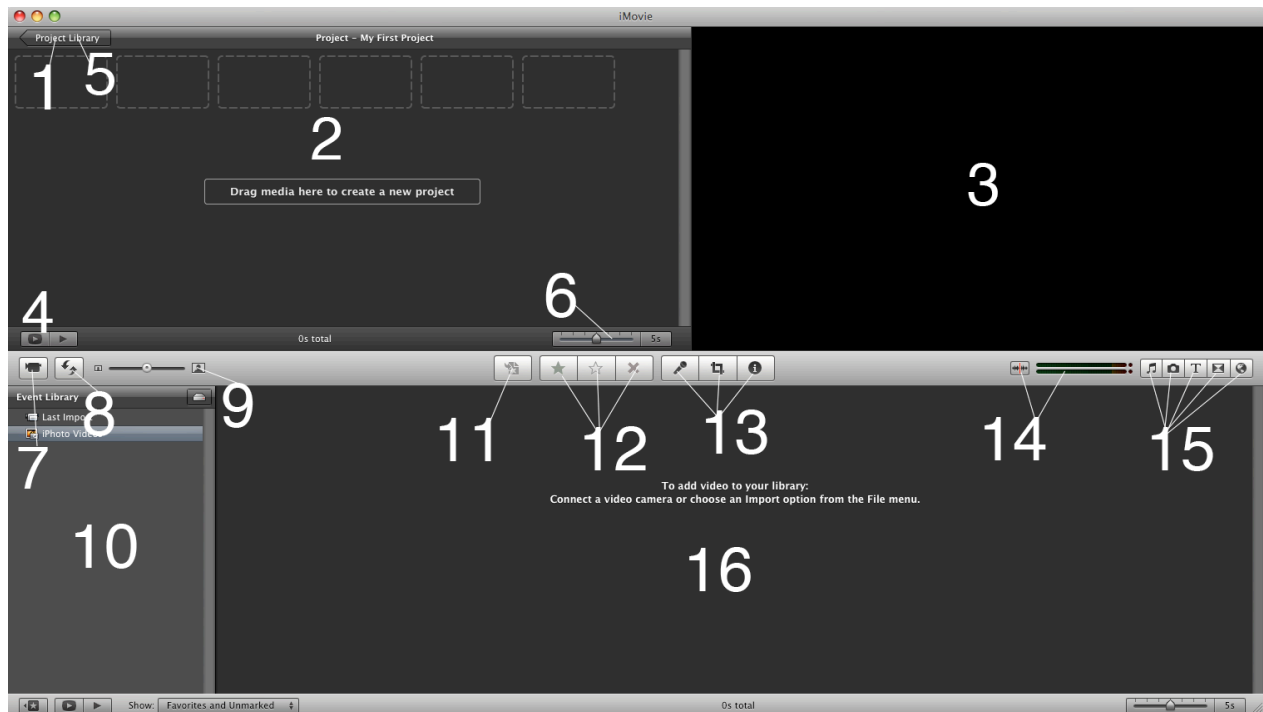 iMovie
Project Library
Project - My First Project
1
5
2
3
Drag media here to create a new project
4
6
0s total
5s
Event Library
Last Import
iPhoto Videos
7
8
9
10
11
12
13
14
T
15
To add video to your library:
Connect a video camera or choose an Import option from the File menu.
16
Show: Favorites and Unmarked
0s total
5s